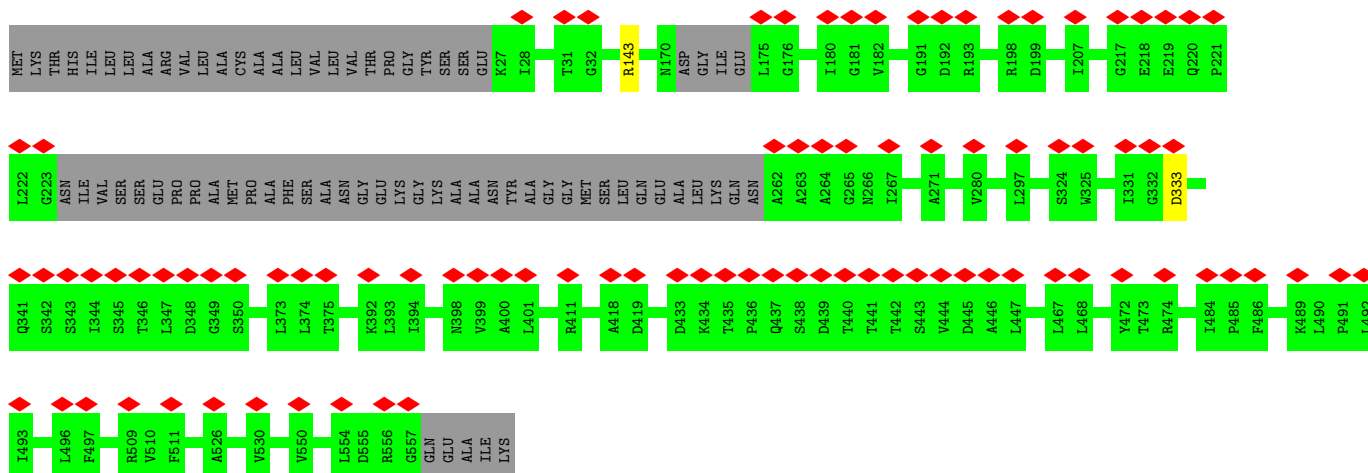 MET LYS THR HIS ILE LEU LEU ALA ARG VAL LEU ALA CYS ALA ALA LEU VAL LEU VAL THR PRO GLY TYR SER SER GLU K27 I28 T31 G32 R143 N170 ASP GLY ILE GLU L175 G176 I180 G181 V182 G191 D192 R193 R198 D199 I207 G217 E218 E219 Q220 P221
L222 G223 ASN ILE VAL SER SER GLU PRO PRO ALA MET PRO ALA PHE SER ALA ASN GLY GLU LYS GLY LYS ALA ALA ASN TYR ALA GLY GLY MET SER LEU GLN GLU ALA LEU LYS GLN ASN A262 A263 A264 G265 N266 I267 A271 V280 L297 S324 W325 I331 G332 D333
Q341 S342 S343 I344 S345 T346 L347 D348 G349 S350 L373 L374 T375 K392 L393 I394 N398 V399 A400 L401 R411 A418 D419 D433 K434 T435 P436 Q437 S438 D439 T440 T441 T442 S443 V444 D445 A446 L447 L467 L468 Y472 T473 R474 I484 P485 F486 K489 L490 P491 L492
I493 L496 F497 R509 V510 F511 A526 V530 V550 L554 D555 R556 G557 GLN GLU ALA ILE LYS